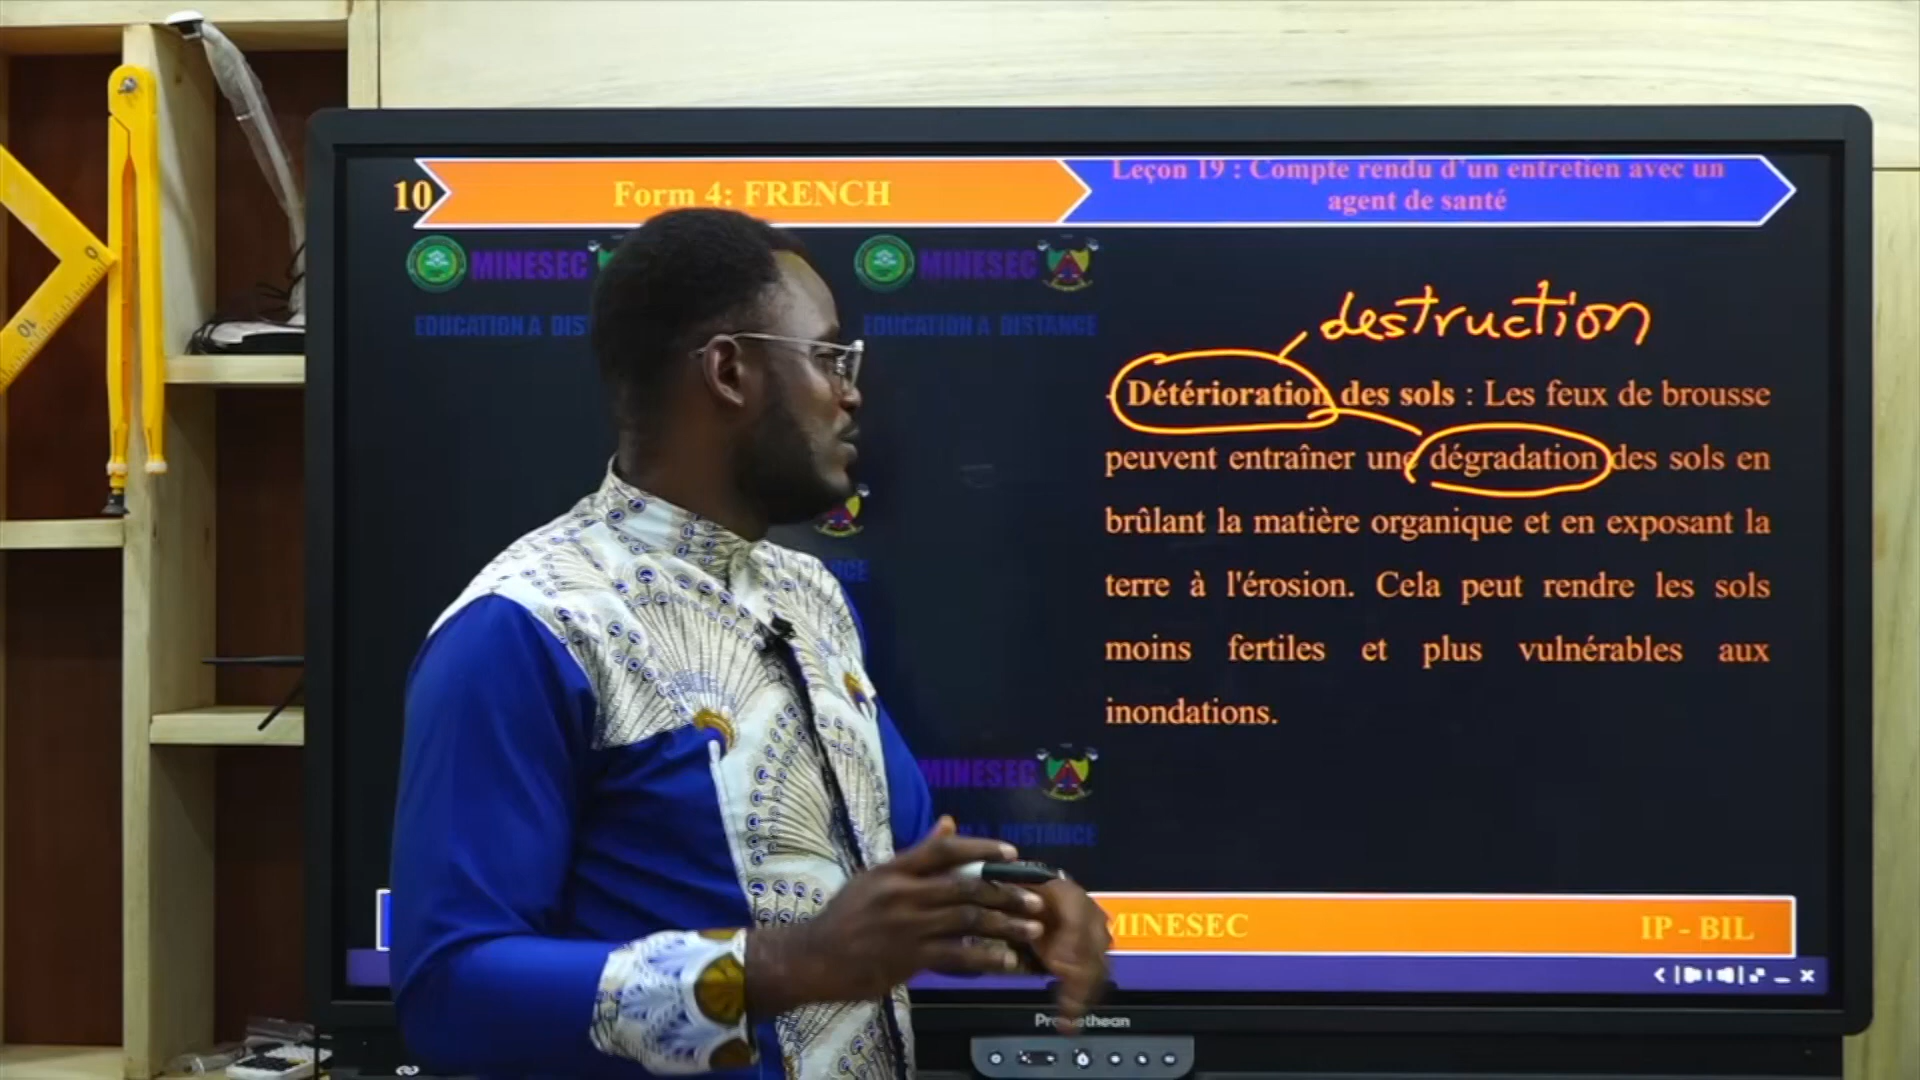 10
Form 4: FRENCH
Leçon 19 : Compte rendu d'un entretien avec un
agent de santé
MINESEC
MINESEC
EDUCATION A DIS
EDUCATION A DISTANCE
destruction
- Détérioration des sols : Les feux de brousse
peuvent entraîner une dégradation des sols en
brûlant la matière organique et en exposant la
terre à l'érosion. Cela peut rendre les sols
moins fertiles et plus vulnérables aux
inondations.
MINESEC
DISTANCE
MINESEC
IP - BIL
Promethean
0
10